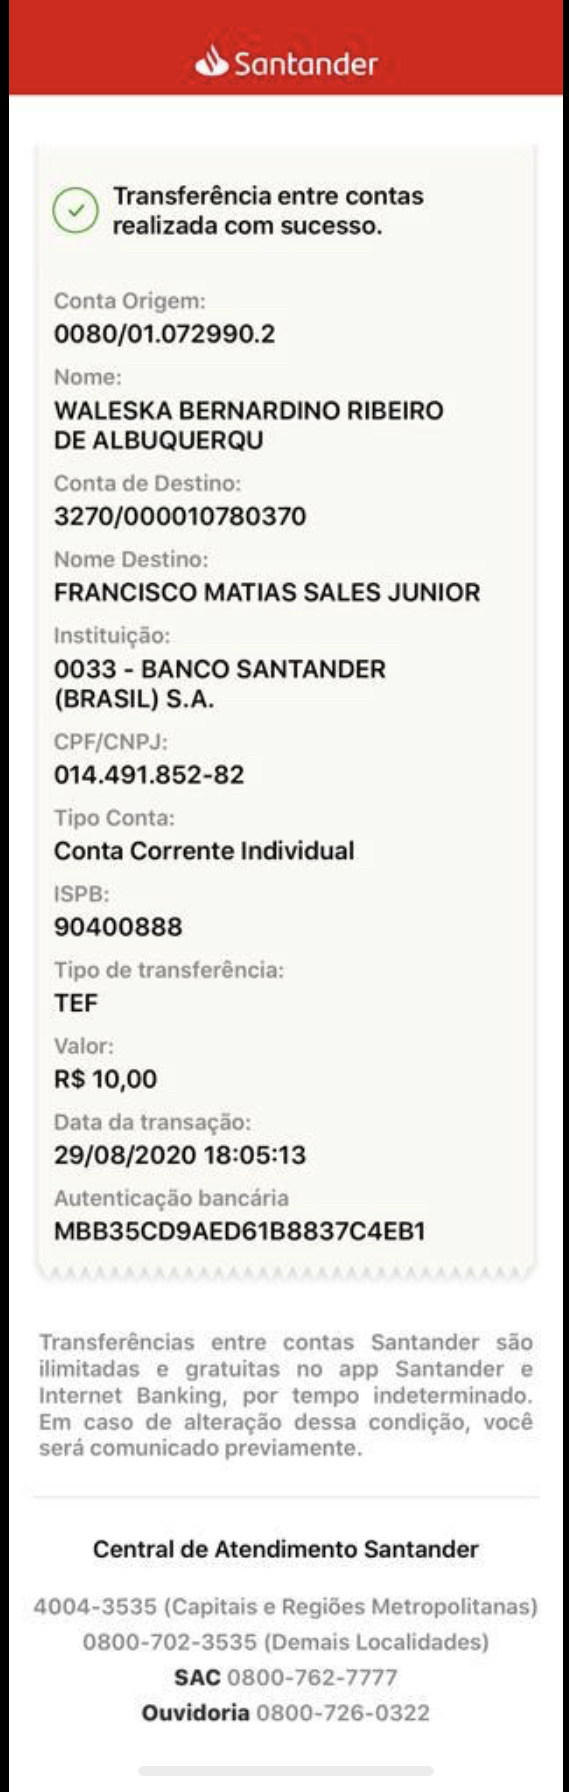 Santander
Transferência entre contas
realizada com sucesso.
Conta Origem:
0080/01.072990.2
Nome:
WALESKA BERNARDINO RIBEIRO
DE ALBUQUERQU
Conta de Destino:
3270/000010780370
Nome Destino:
FRANCISCO MATIAS SALES JUNIOR
Instituição:
0033 - BANCO SANTANDER
(BRASIL) S.A.
CPF/CNPJ:
014.491.852-82
Tipo Conta:
Conta Corrente Individual
ISPB:
90400888
Tipo de transferência:
TEF
Valor:
R$ 10,00
Data da transação:
29/08/2020 18:05:13
Autenticação bancária
MBB35CD9AED61B8837C4EB1
Transferências entre contas Santander são
ilimitadas e gratuitas no app Santander e
Internet Banking, por tempo indeterminado.
Em caso de alteração dessa condição, você
será comunicado previamente.
Central de Atendimento Santander
4004-3535 (Capitais e Regiões Metropolitanas)
0800-702-3535 (Demais Localidades)
SAC 0800-762-7777
Ouvidoria 0800-726-0322